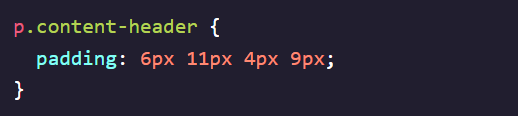 p.content-header {
  padding: 6px 11px 4px 9px;
}